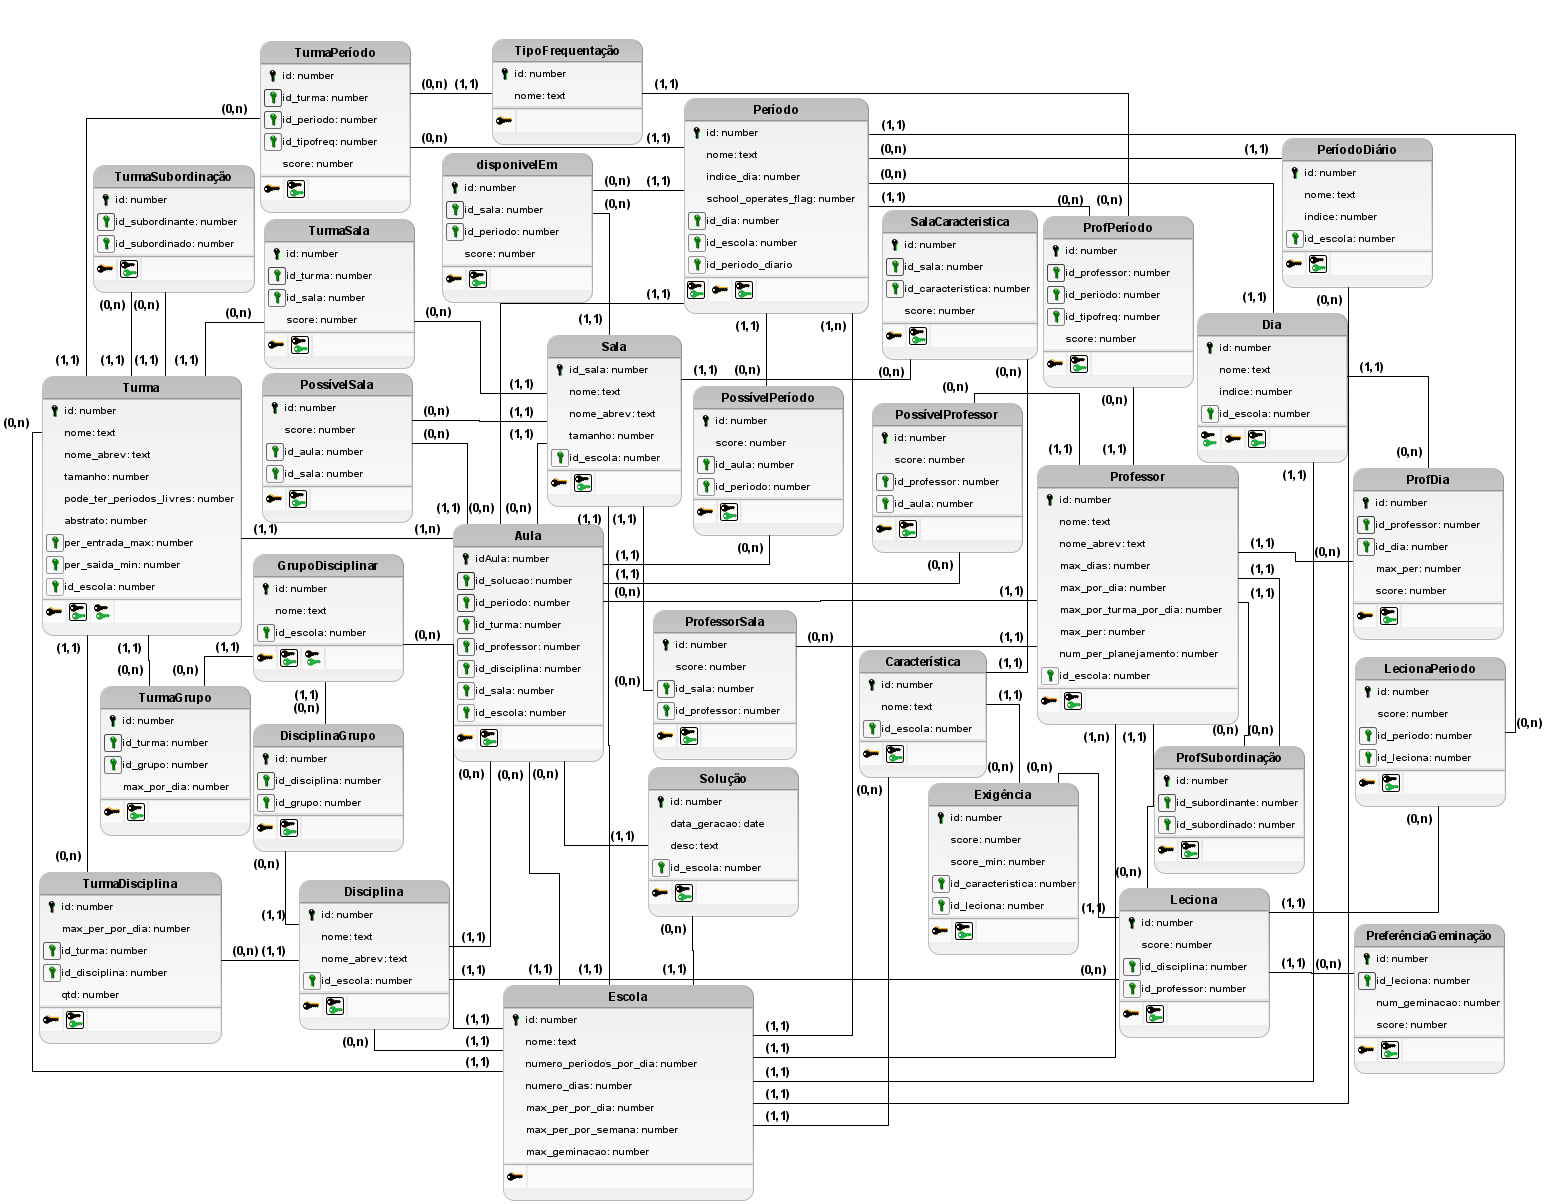 TurmaPeríodo
id: number
id_turma: number
id_periodo: number
id_tipofreq: number
score: number
TipoFrequentação
id: number
nome: text
Período
id: number
nome: text
indice_dia: number
school_operates_flag: number
id_dia: number
id_escola: number
id_periodo_diario
PeríodoDiário
id: number
nome: text
indice: number
id_escola: number
TurmaSubordinação
id: number
id_subordinante: number
id_subordinado: number
disponivelEm
id: number
id_sala: number
id_periodo: number
score: number
TurmaSala
id: number
id_turma: number
id_sala: number
score: number
SalaCaracteristica
id: number
id_sala: number
id_caracteristica: number
score: number
ProfPeríodo
id: number
id_professor: number
id_periodo: number
id_tipofreq: number
score: number
Dia
id: number
nome: text
indice: number
id_escola: number
Turma
id: number
nome: text
nome_abrev: text
tamanho: number
pode_ter_periodos_livres: number
abstrato: number
per_entrada_max: number
per_saida_min: number
id_escola: number
PossívelSala
id: number
score: number
id_aula: number
id_sala: number
Sala
id_sala: number
nome: text
nome_abrev: text
tamanho: number
id_escola: number
PossívelPeríodo
id: number
score: number
id_aula: number
id_periodo: number
PossívelProfessor
id: number
score: number
id_professor: number
id_aula: number
Professor
id: number
nome: text
nome_abrev: text
max_dias: number
max_por_dia: number
max_por_turma_por_dia: number
max_per: number
num_per_planejamento: number
id_escola: number
ProfDia
id: number
id_professor: number
id_dia: number
max_per: number
score: number
GrupoDisciplinar
id: number
nome: text
id_escola: number
Aula
idAula: number
id_solucao: number
id_periodo: number
id_turma: number
id_professor: number
id_disciplina: number
id_sala: number
id_escola: number
ProfessorSala
id: number
score: number
id_sala: number
id_professor: number
Característica
id: number
nome: text
id_escola: number
LecionaPeriodo
id: number
score: number
id_periodo: number
id_leciona: number
TurmaGrupo
id: number
id_turma: number
id_grupo: number
max_por_dia: number
DisciplinaGrupo
id: number
id_disciplina: number
id_grupo: number
Solução
id: number
data_geracao: date
desc: text
id_escola: number
Exigência
id: number
score: number
score_min: number
id_caracteristica: number
id_leciona: number
ProfSubordinação
id: number
id_subordinante: number
id_subordinado: number
TurmaDisciplina
id: number
max_per_por_dia: number
id_turma: number
id_disciplina: number
qtd: number
Disciplina
id: number
nome: text
nome_abrev: text
id_escola: number
Leciona
id: number
score: number
id_disciplina: number
id_professor: number
PreferênciaGeminação
id: number
id_leciona: number
num_geminacao: number
score: number
Escola
id: number
nome: text
numero_periodos_por_dia: number
numero_dias: number
max_per_por_dia: number
max_per_por_semana: number
max_geminacao: number
(0,n) (1,1)
(1,1)
(0,n)
(0,n)
(1,1)
(1,1)
(0,n)
(1,1)
(0,n)
(1,1)
(0,n)
(1,1)
(0,n)
(0,n)
(0,n)
(0,n)
(0,n)
(0,n)
(0,n)
(1,1)
(1,1)
(1,n)
(1,1)
(1,1)
(0,n)
(1,1)
(1,1)
(1,1)
(1,1)
(1,1)
(0,n)
(0,n)
(1,1)
(0,n)
(0,n)
(1,1)
(0,n)
(1,1)
(0,n)
(0,n)
(0,n)
(1,1)
(1,1)
(1,1)
(0,n)
(1,1)
(0,n)
(0,n)
(1,1)
(1,1)
(1,1)
(1,n)
(1,1)
(0,n)
(0,n)
(1,1)
(0,n)
(1,1)
(0,n)
(1,1)
(1,1)
(1,1)
(0,n)
(1,1)
(0,n)
(1,1)
(0,n)
(1,1)
(0,n)
(0,n)
(1,1)
(0,n)
(1,1)
(0,n)
(1,1)
(0,n)
(0,n)
(0,n)
(1,n)
(1,1)
(0,n)
(0,n)
(0,n)
(0,n)
(0,n)
(0,n)
(0,n)
(0,n)
(1,1)
(0,n)
(0,n)
(0,n)
(1,1)
(0,n)
(1,1)
(1,1)
(0,n)
(1,1)
(0,n) (1,1)
(1,1)
(1,1)
(1,1)
(1,1)
(1,1)
(0,n)
(1,1)
(0,n)
(1,1)
(1,1)
(0,n)
(1,1)
(1,1)
(1,1)
(1,1)
(1,1)
(1,1)